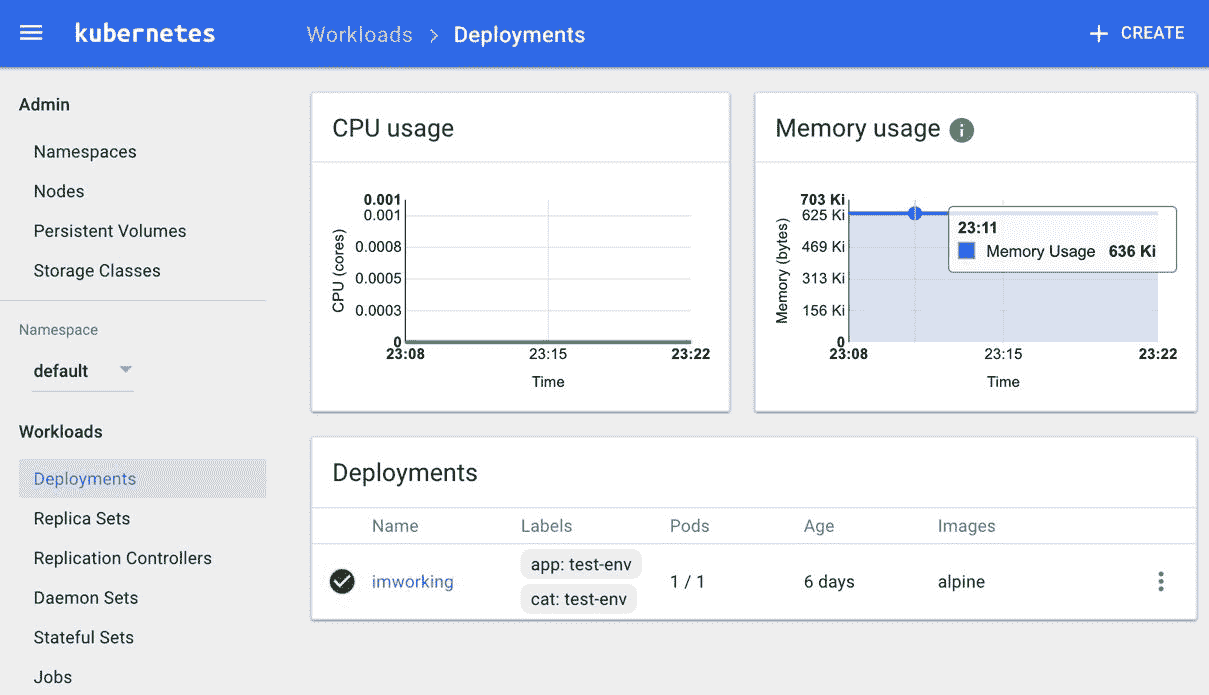 kubernetes
Workloads > Deployments
+ CREATE
Admin
Namespaces
Nodes
Persistent Volumes
Storage Classes
Namespace
default
Workloads
Deployments
Replica Sets
Replication Controllers
Daemon Sets
Stateful Sets
Jobs
CPU usage
CPU (cores)
0.001
0.001
0.0008
0.0005
0.0003
0
23:08 23:15 23:22
Time
Memory usage i
Memory (bytes)
703 Ki
625 Ki
469 Ki
313 Ki
156 Ki
0
23:11
Memory Usage 636 Ki
23:08 23:15 23:22
Time
Deployments
Name Labels Pods Age Images
imworking app: test-env cat: test-env 1 / 1 6 days alpine